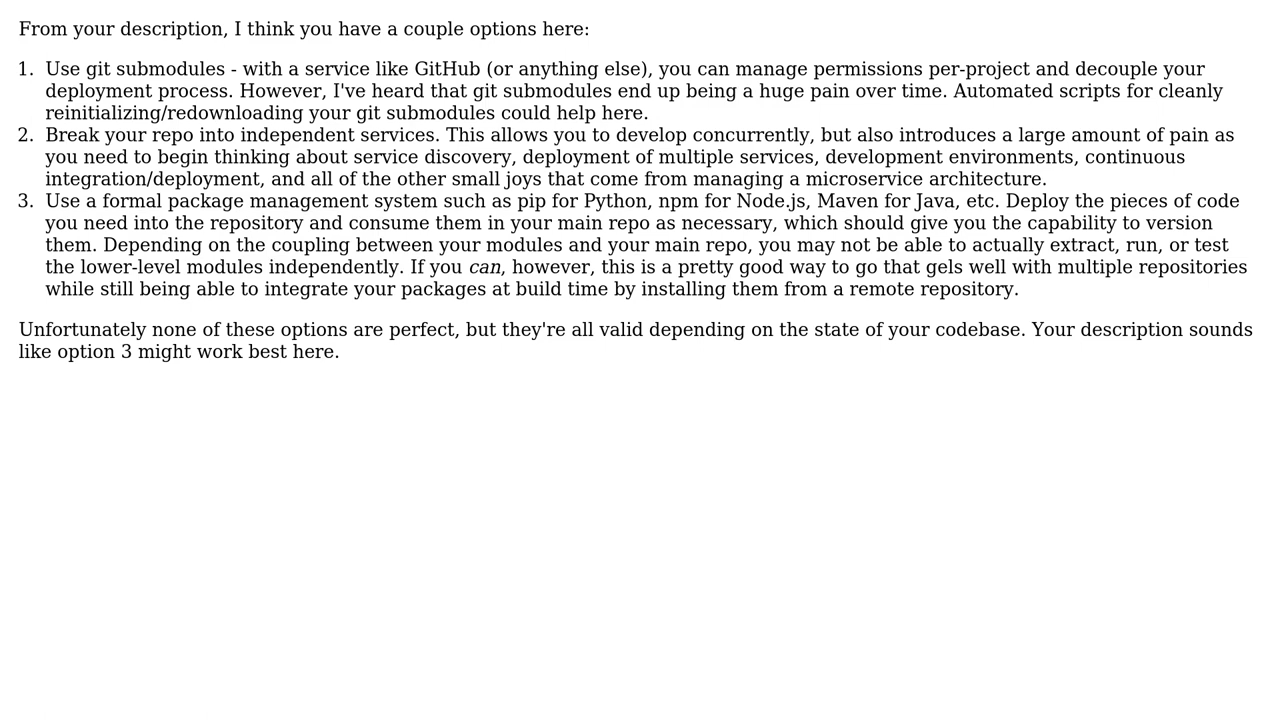 From your description, I think you have a couple options here:
1. Use git submodules - with a service like GitHub (or anything else), you can manage permissions per-project and decouple your
deployment process. However, I've heard that git submodules end up being a huge pain over time. Automated scripts for cleanly
reinitializing/redownloading your git submodules could help here.
2. Break your repo into independent services. This allows you to develop concurrently, but also introduces a large amount of pain as
you need to begin thinking about service discovery, deployment of multiple services, development environments, continuous
integration/deployment, and all of the other small joys that come from managing a microservice architecture.
3. Use a formal package management system such as pip for Python, npm for Node.js, Maven for Java, etc. Deploy the pieces of code
you need into the repository and consume them in your main repo as necessary, which should give you the capability to version
them. Depending on the coupling between your modules and your main repo, you may not be able to actually extract, run, or test
the lower-level modules independently. If you can, however, this is a pretty good way to go that gels well with multiple repositories
while still being able to integrate your packages at build time by installing them from a remote repository.
Unfortunately none of these options are perfect, but they're all valid depending on the state of your codebase. Your description sounds
like option 3 might work best here.